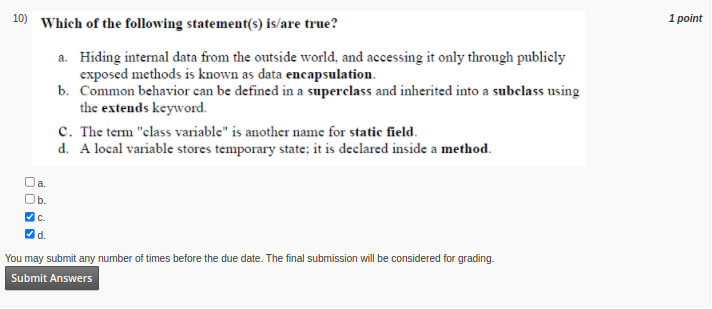 10) Which of the following statement(s) is/are true? 1 point
a. Hiding internal data from the outside world, and accessing it only through publicly
exposed methods is known as data encapsulation.
b. Common behavior can be defined in a superclass and inherited into a subclass using
the extends keyword.
C. The term "class variable" is another name for static field.
d. A local variable stores temporary state; it is declared inside a method.
a.
b.
c.
d.
You may submit any number of times before the due date. The final submission will be considered for grading.
Submit Answers